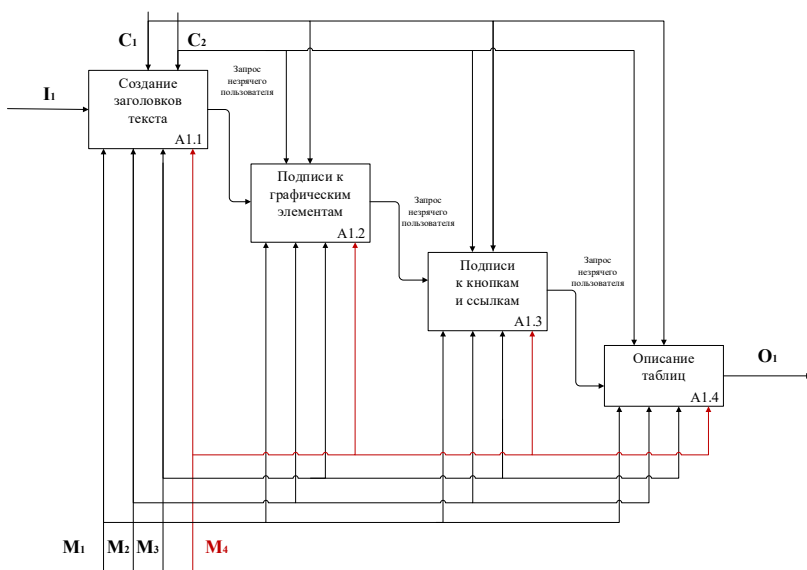 C1
C2
I1
Создание
заголовков
текста
A1.1
Запрос
незрячего
пользователя
Подписи к
графическим
элементам
A1.2
Запрос
незрячего
пользователя
Подписи
к кнопкам
и ссылкам
A1.3
Запрос
незрячего
пользователя
Описание
таблиц
A1.4
O1
M1
M2
M3
M4